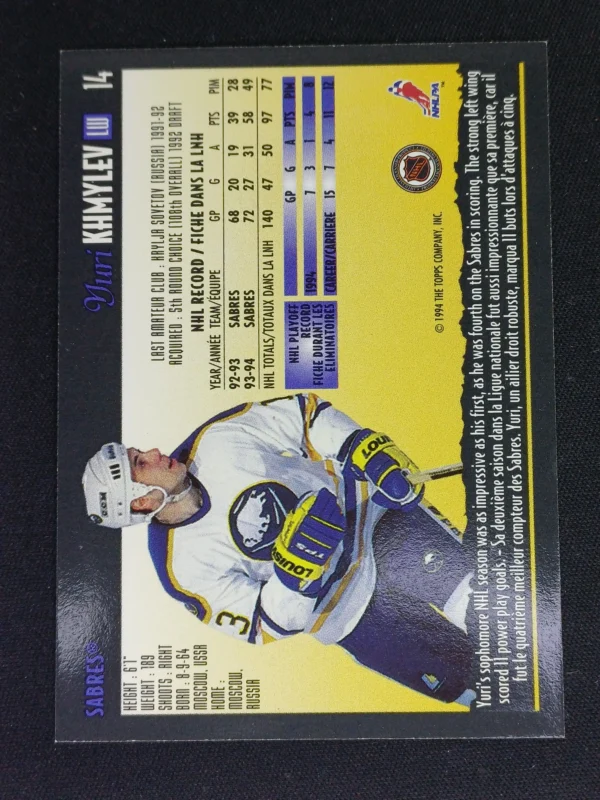 SABRES™
Yuri KHMYLEV LW 14
HEIGHT : 6'1"
WEIGHT : 189
SHOOTS : RIGHT
BORN : 8-9-64
MOSCOW, USSR
HOME :
MOSCOW,
RUSSIA
LAST AMATEUR CLUB : KRYLJA SOVETOV (RUSSIA) 1991-92
ACQUIRED : 5th ROUND CHOICE (108th OVERALL) 1992 DRAFT
NHL RECORD / FICHE DANS LA LNH
YEAR/ANNÉE TEAM/ÉQUIPE GP G A PTS PIM
92-93 SABRES 68 20 19 39 28
93-94 SABRES 72 27 31 58 49
NHL TOTALS/TOTAUX DANS LA LNH 140 47 50 97 77
NHL PLAYOFF GP G A PTS PIM
RECORD 1994 7 3 1 4 8
FICHE DURANT LES
ELIMINATOIRES CAREER/CARRIERE 15 7 4 11 12
CCM
3
LOUISVILLE
TPS
LOUI
NHL
NHLPA™
© 1994 THE TOPPS COMPANY, INC.
Yuri's sophomore NHL season was as impressive as his first, as he was fourth on the Sabres in scoring. The strong left wing
scored 11 power play goals. - Sa deuxième saison dans la Ligue nationale fut aussi impressionnante que sa première, car il
fut le quatrième meilleur compteur des Sabres. Yuri, un ailier droit robuste, marqua 11 buts lors d'attaques à cinq.